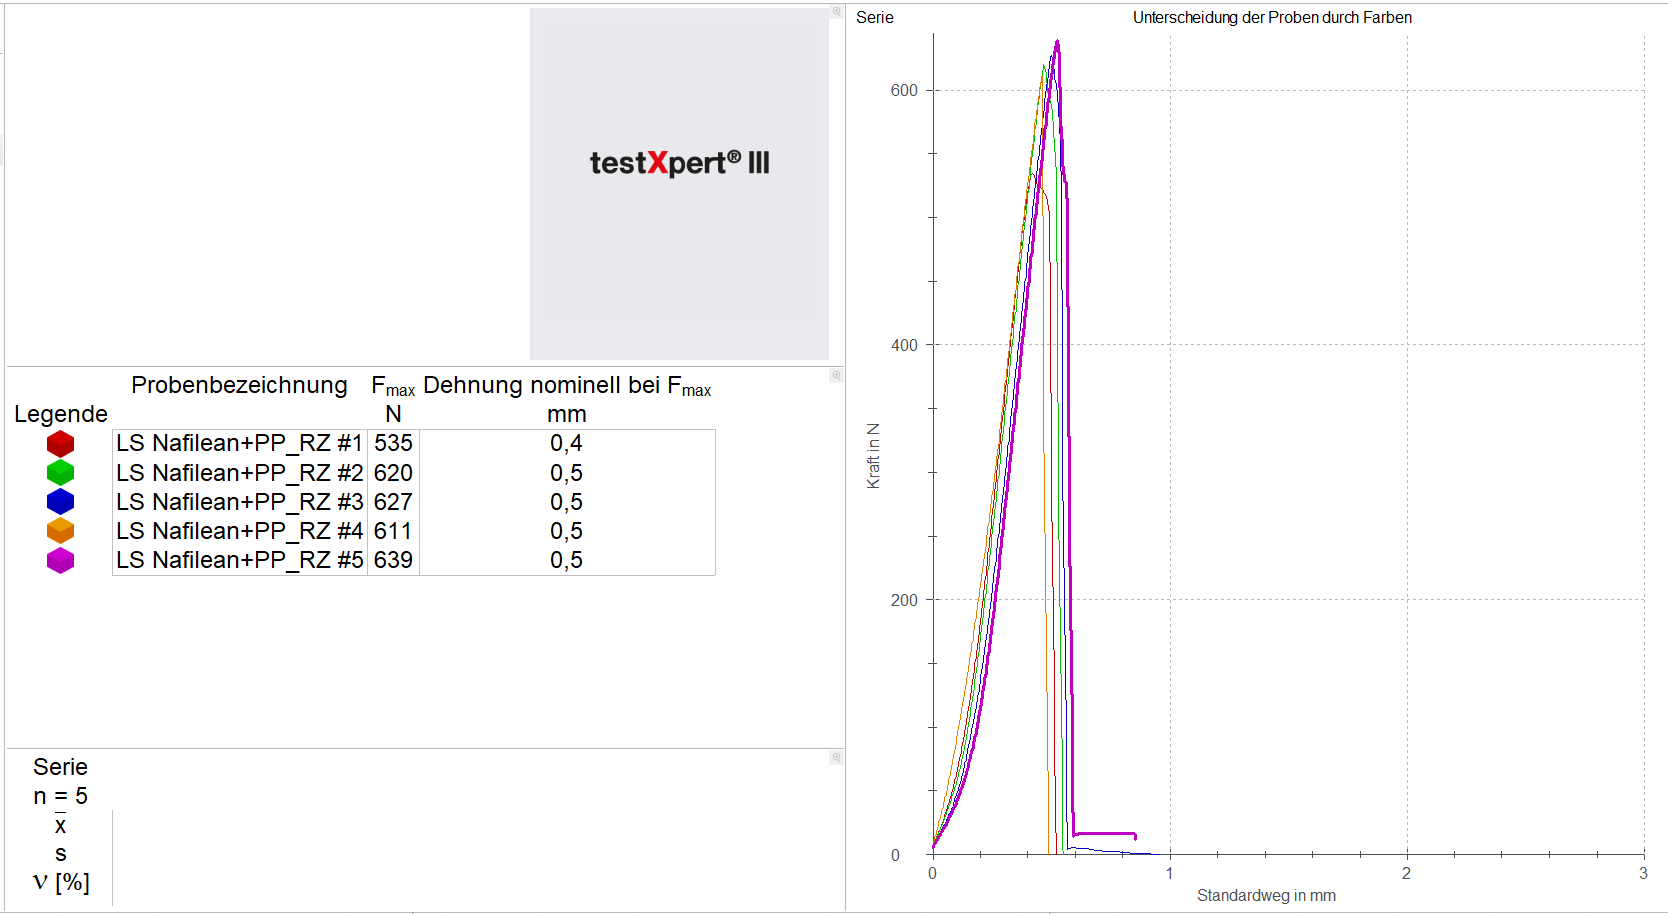 testXpert® III
Probenbezeichnung Fmax Dehnung nominell bei Fmax
Legende N mm
LS Nafilean+PP_RZ #1 535 0,4
LS Nafilean+PP_RZ #2 620 0,5
LS Nafilean+PP_RZ #3 627 0,5
LS Nafilean+PP_RZ #4 611 0,5
LS Nafilean+PP_RZ #5 639 0,5
Serie
n = 5
x̅
s
ν [%]
Serie
Unterscheidung der Proben durch Farben
Kraft in N
600
400
200
0
0 1 2 3
Standardweg in mm